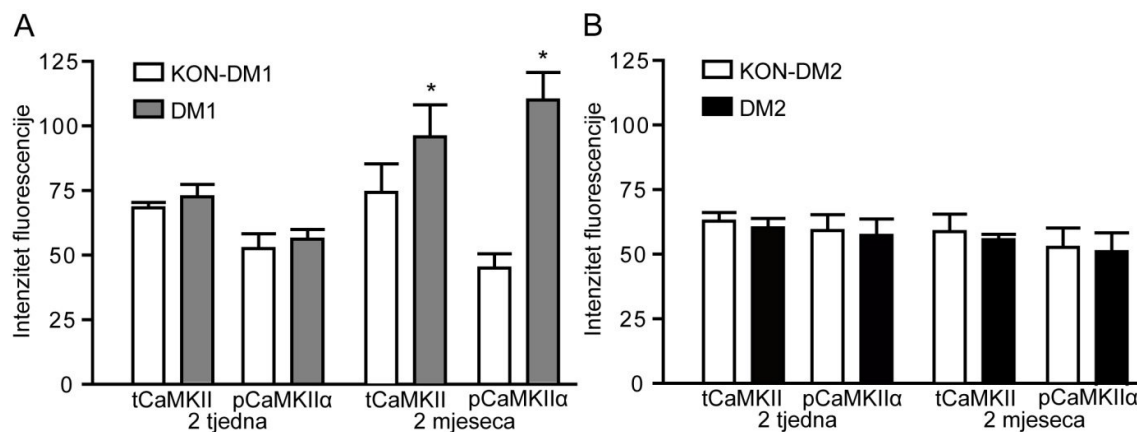 A
Intenzitet fluorescencije
125
100
75
50
25
0
KON-DM1
DM1
*
*
tCaMKII pCaMKIIα tCaMKII pCaMKIIα
2 tjedna 2 mjeseca
B
Intenzitet fluorescencije
125
100
75
50
25
0
KON-DM2
DM2
tCaMKII pCaMKIIα tCaMKII pCaMKIIα
2 tjedna 2 mjeseca